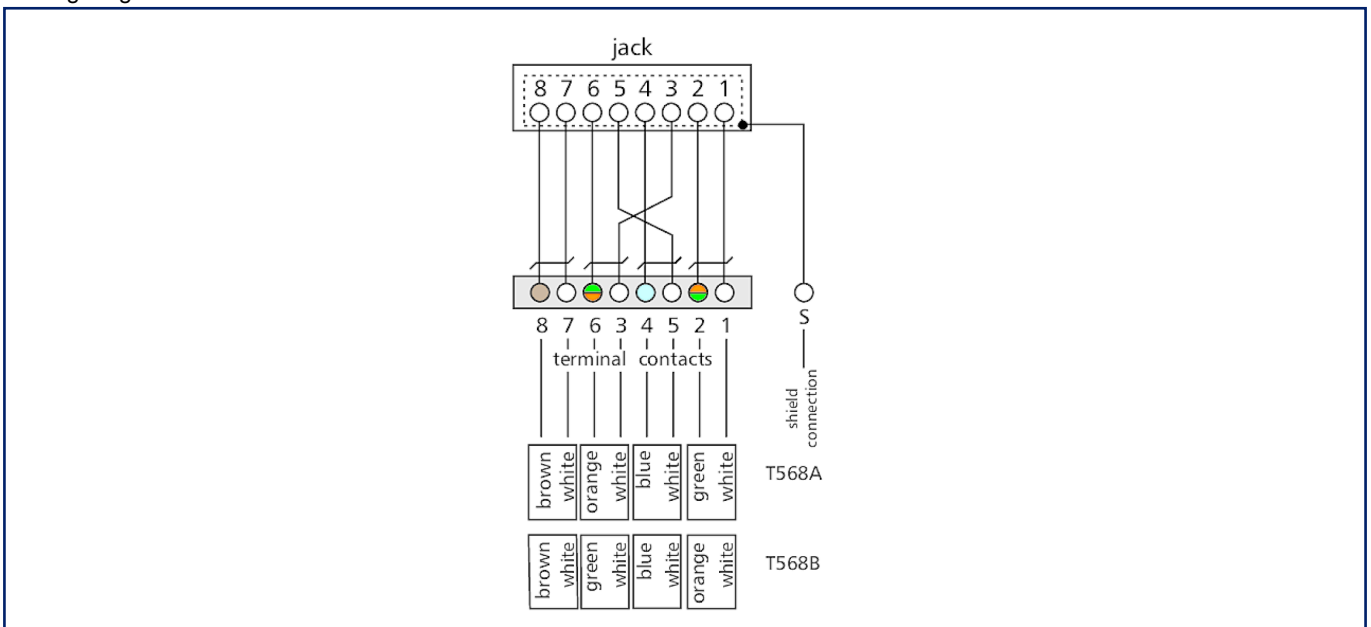 jack
8 7 6 5 4 3 2 1
8 7 6 3 4 5 2 1
S
terminal contacts
shield
connection
brown white orange white blue white green white T568A
brown white green white blue white orange white T568B